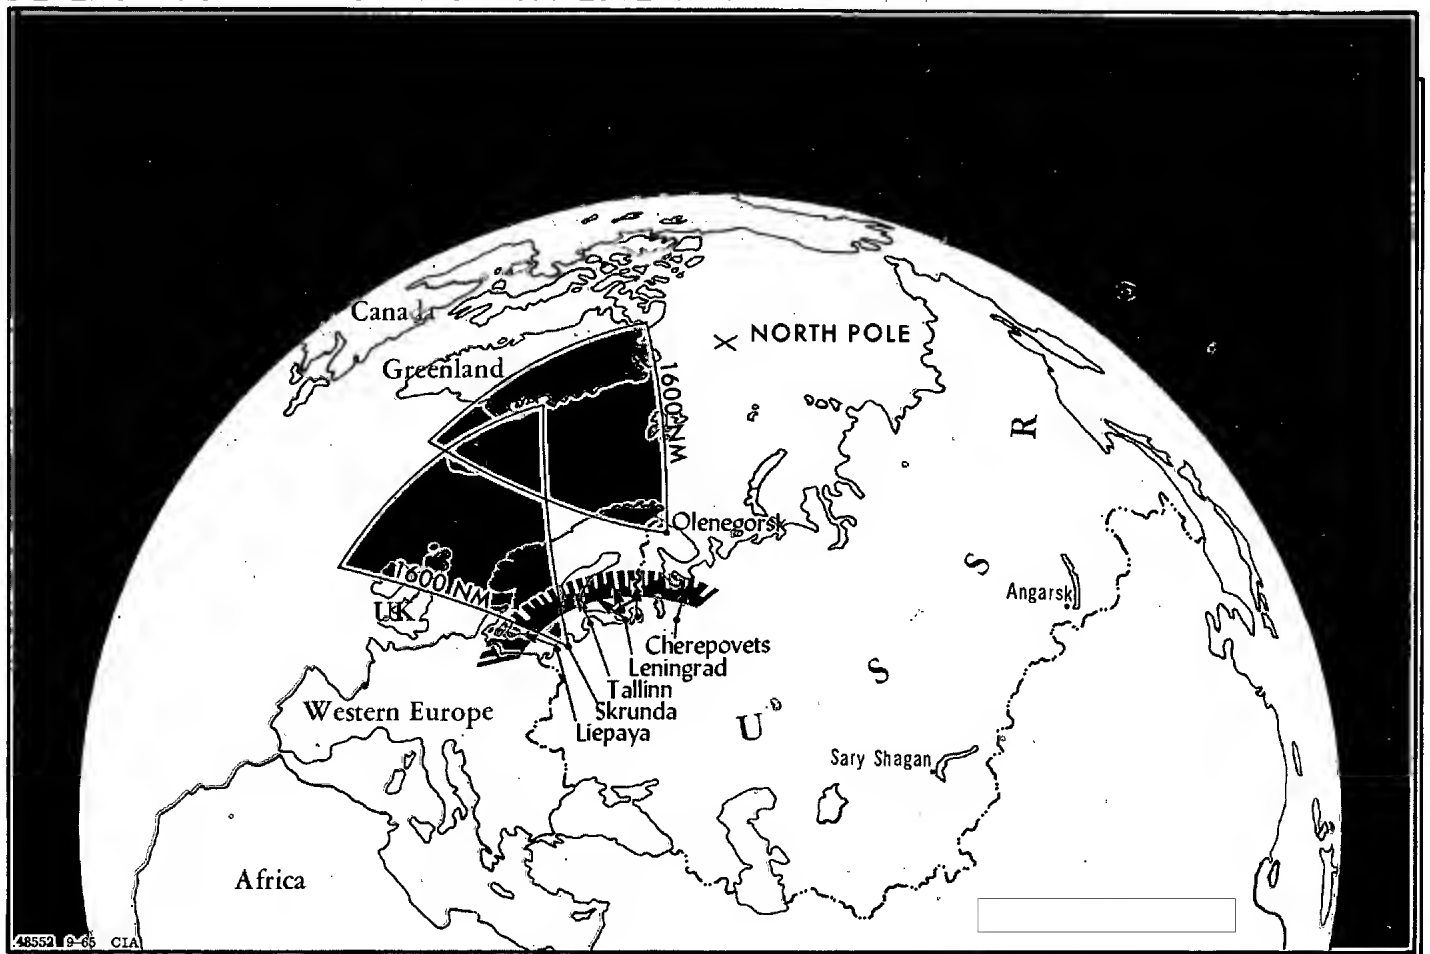 Canada
NORTH POLE
Greenland
1600 NM
R
Olenegorsk
S
1600 NM
Angarsk
UK
Cherepovets
Leningrad
S
Tallinn
Skrunda
Western Europe
U
Liepaya
Sary Shagan
Africa
48552 9-65 CIA